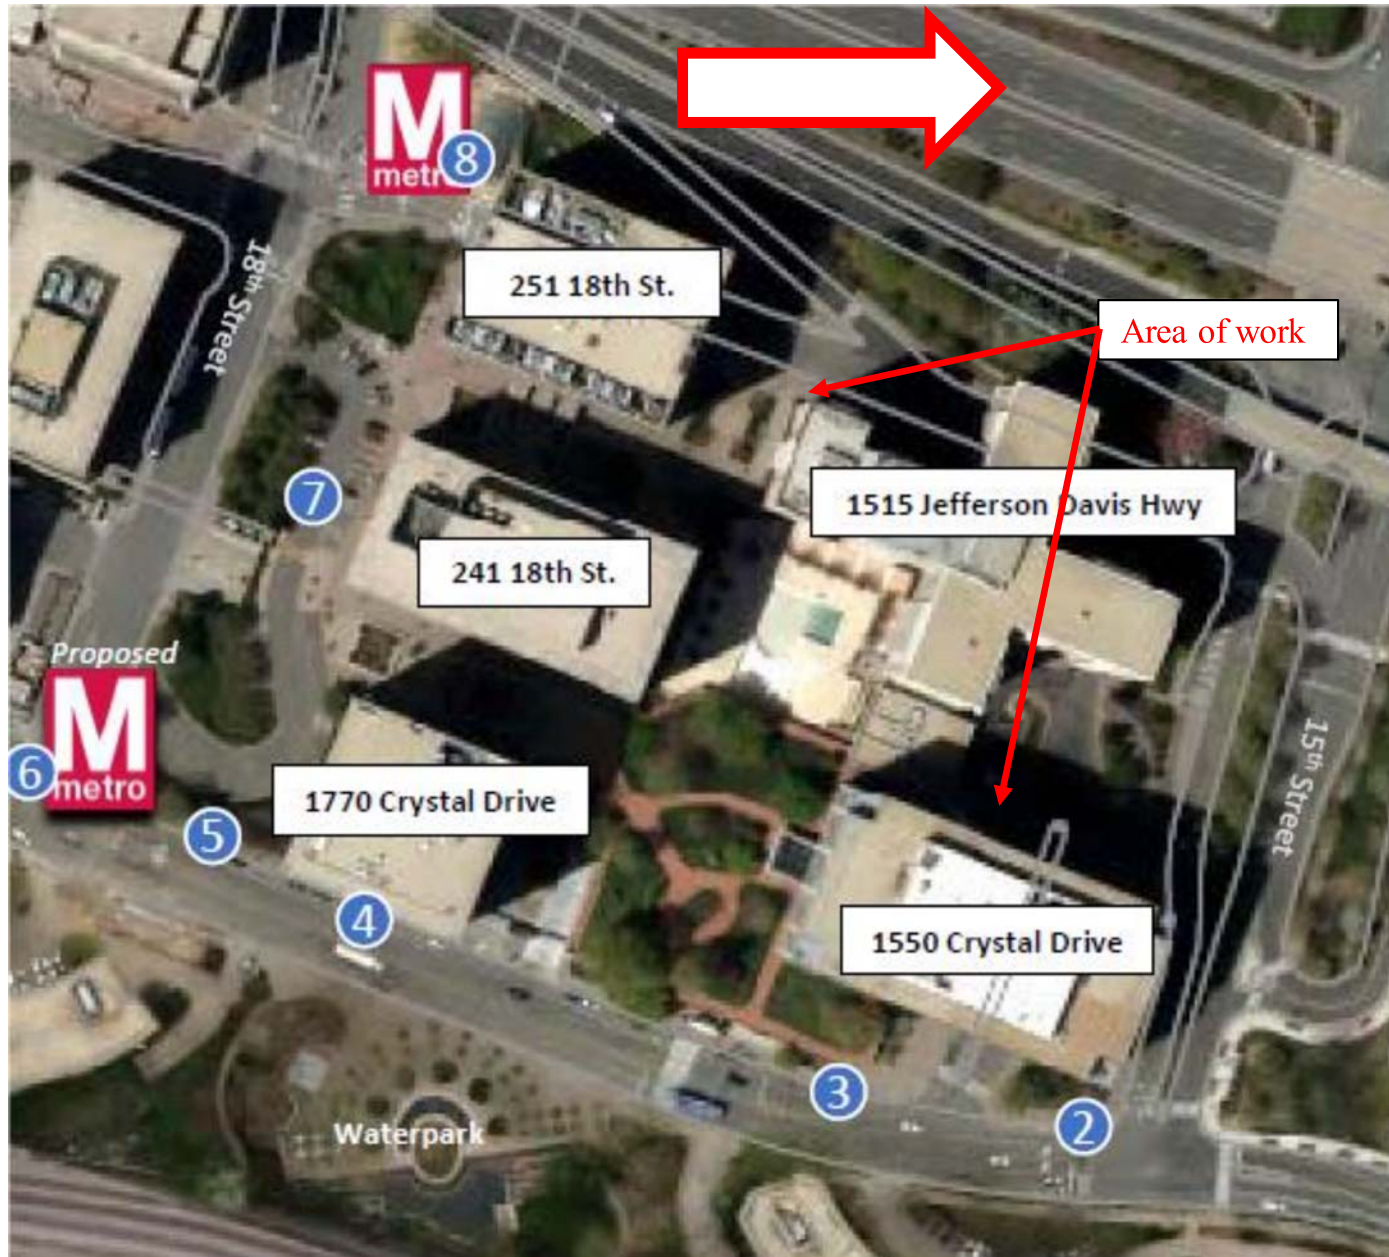 M
metro
8
251 18th St.
18th Street
Area of work
1515 Jefferson Davis Hwy
7
241 18th St.
Proposed
M
metro
6
1770 Crystal Drive
15th Street
5
4
1550 Crystal Drive
3
2
Waterpark